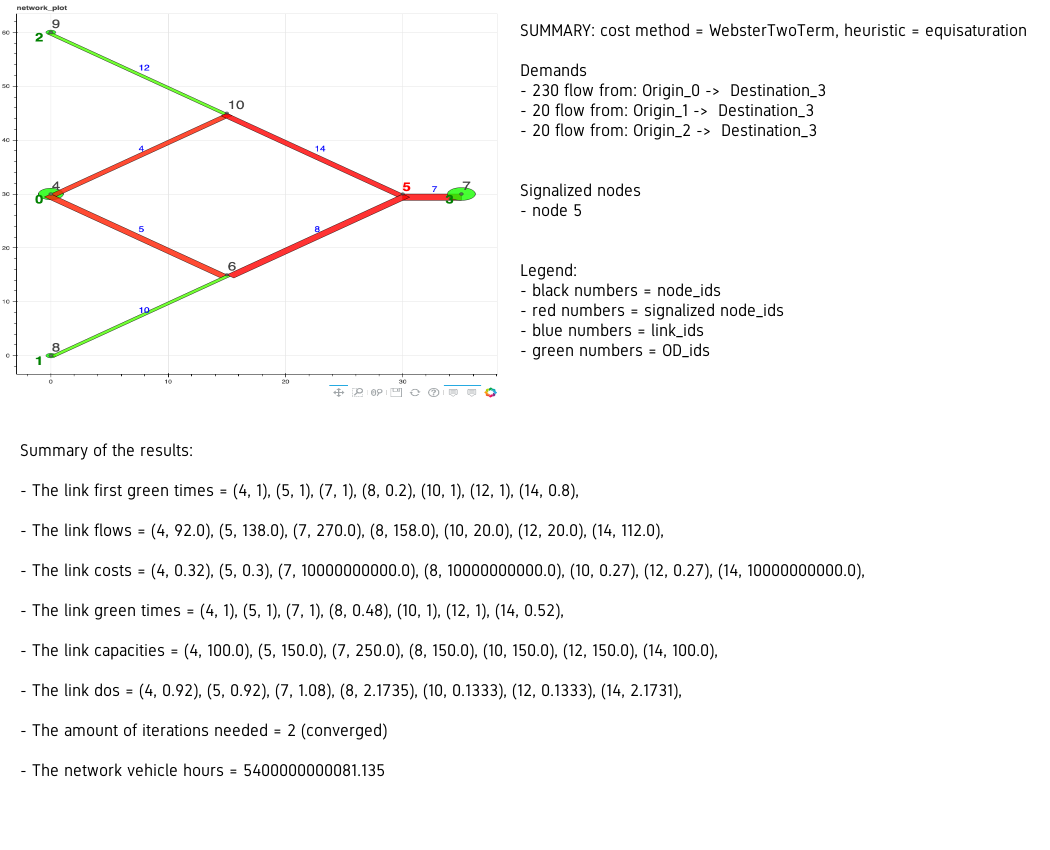 network_plot
SUMMARY: cost method = WebsterTwoTerm, heuristic = equisaturation
Demands
- 230 flow from: Origin_0 -> Destination_3
- 20 flow from: Origin_1 -> Destination_3
- 20 flow from: Origin_2 -> Destination_3
Signalized nodes
- node 5
Legend:
- black numbers = node_ids
- red numbers = signalized node_ids
- blue numbers = link_ids
- green numbers = OD_ids
60
50
40
30
20
10
0
9
2
12
10
4
14
4
0
5
7
7
3
5
8
6
10
8
1
0
10
20
30
Summary of the results:
- The link first green times = (4, 1), (5, 1), (7, 1), (8, 0.2), (10, 1), (12, 1), (14, 0.8),
- The link flows = (4, 92.0), (5, 138.0), (7, 270.0), (8, 158.0), (10, 20.0), (12, 20.0), (14, 112.0),
- The link costs = (4, 0.32), (5, 0.3), (7, 10000000000.0), (8, 10000000000.0), (10, 0.27), (12, 0.27), (14, 10000000000.0),
- The link green times = (4, 1), (5, 1), (7, 1), (8, 0.48), (10, 1), (12, 1), (14, 0.52),
- The link capacities = (4, 100.0), (5, 150.0), (7, 250.0), (8, 150.0), (10, 150.0), (12, 150.0), (14, 100.0),
- The link dos = (4, 0.92), (5, 0.92), (7, 1.08), (8, 2.1735), (10, 0.1333), (12, 0.1333), (14, 2.1731),
- The amount of iterations needed = 2 (converged)
- The network vehicle hours = 5400000000081.135